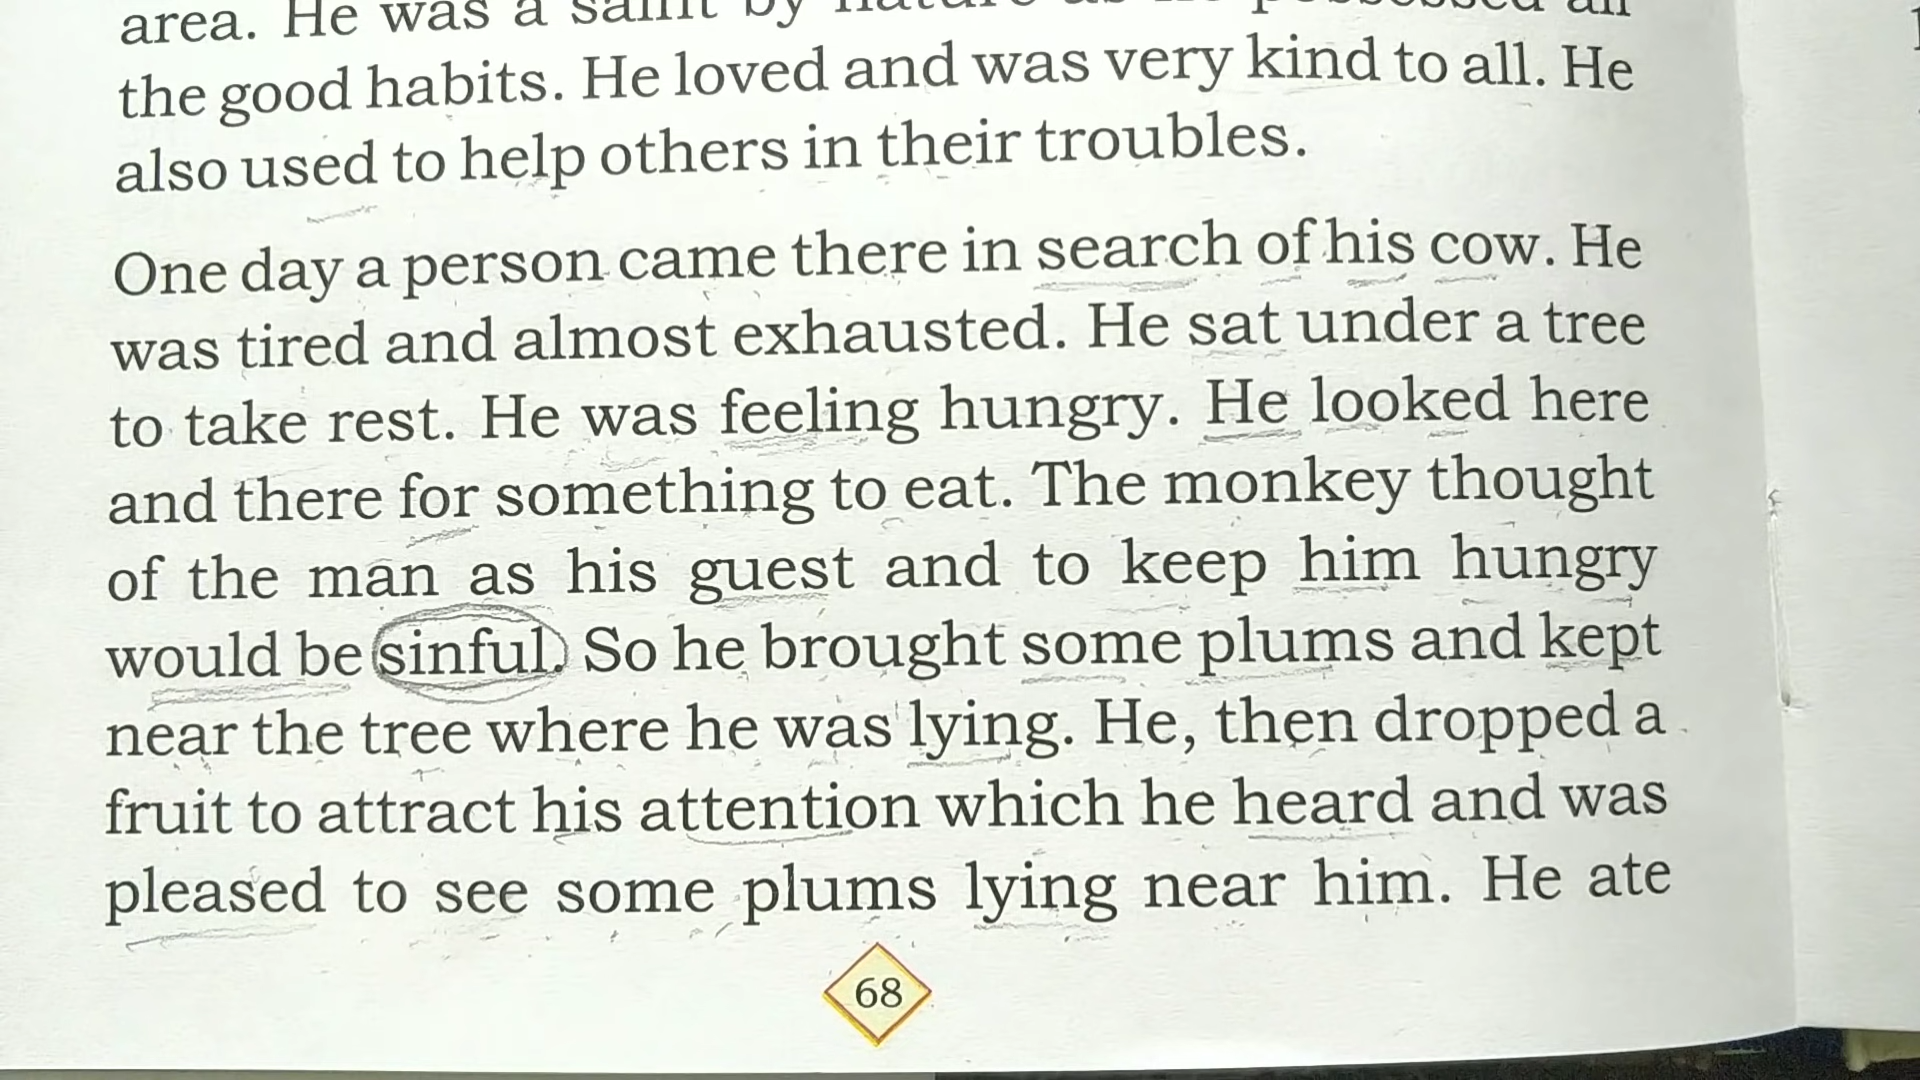 area. He was a saint by nature as he possessed all
the good habits. He loved and was very kind to all. He
also used to help others in their troubles.
One day a person came there in search of his cow. He
was tired and almost exhausted. He sat under a tree
to take rest. He was feeling hungry. He looked here
and there for something to eat. The monkey thought
of the man as his guest and to keep him hungry
would be sinful. So he brought some plums and kept
near the tree where he was lying. He, then dropped a
fruit to attract his attention which he heard and was
pleased to see some plums lying near him. He ate
68